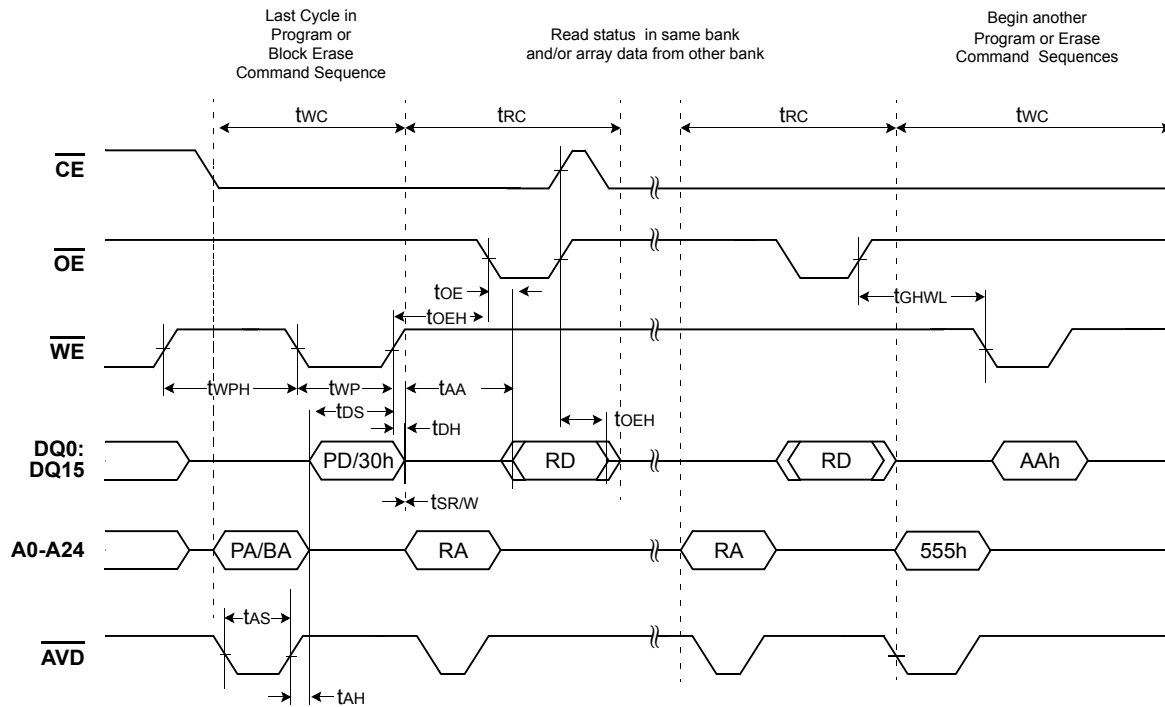 Last Cycle in
Program or
Block Erase
Command Sequence
Read status in same bank
and/or array data from other bank
Begin another
Program or Erase
Command Sequences
tWC
tRC
tRC
tWC
CE
OE
tOE
tOEH
tGHWL
WE
tWPH
tWP
tAA
tDS
tOEH
tDH
DQ0:
DQ15
PD/30h
RD
RD
AAh
tSR/W
A0-A24
PA/BA
RA
RA
555h
tAS
AVD
tAH